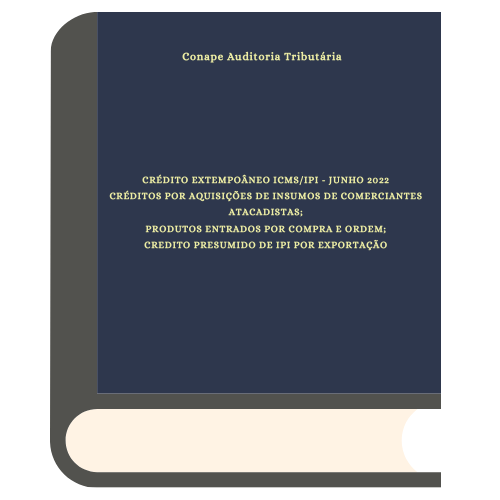 Conape Auditoria Tributária
CRÉDITO EXTEMPOÂNEO ICMS/IPI - JUNHO 2022
CRÉDITOS POR AQUISIÇÕES DE INSUMOS DE COMERCIANTES
ATACADISTAS;
PRODUTOS ENTRADOS POR COMPRA E ORDEM;
CREDITO PRESUMIDO DE IPI POR EXPORTAÇÃO